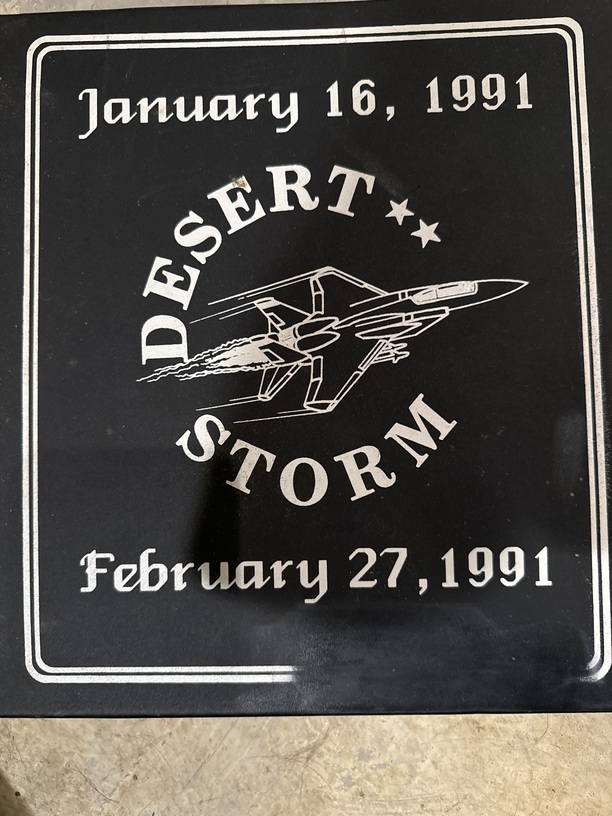 January 16, 1991
DESERT
STORM
February 27,1991